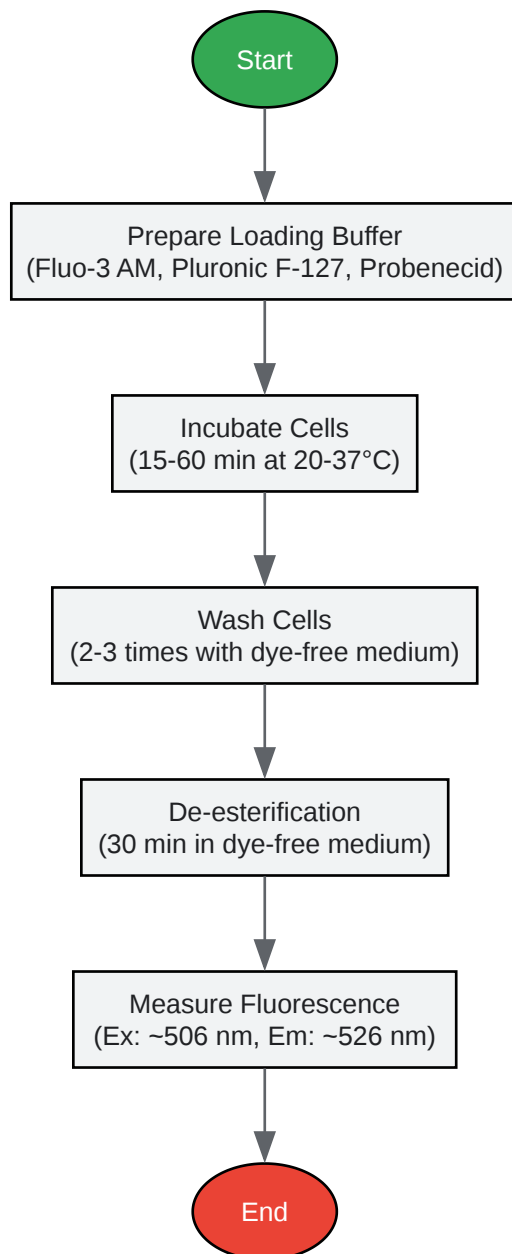 Start
Prepare Loading Buffer
(Fluo-3 AM, Pluronic F-127, Probenecid)
Incubate Cells
(15-60 min at 20-37°C)
Wash Cells
(2-3 times with dye-free medium)
De-esterification
(30 min in dye-free medium)
Measure Fluorescence
(Ex: ~506 nm, Em: ~526 nm)
End